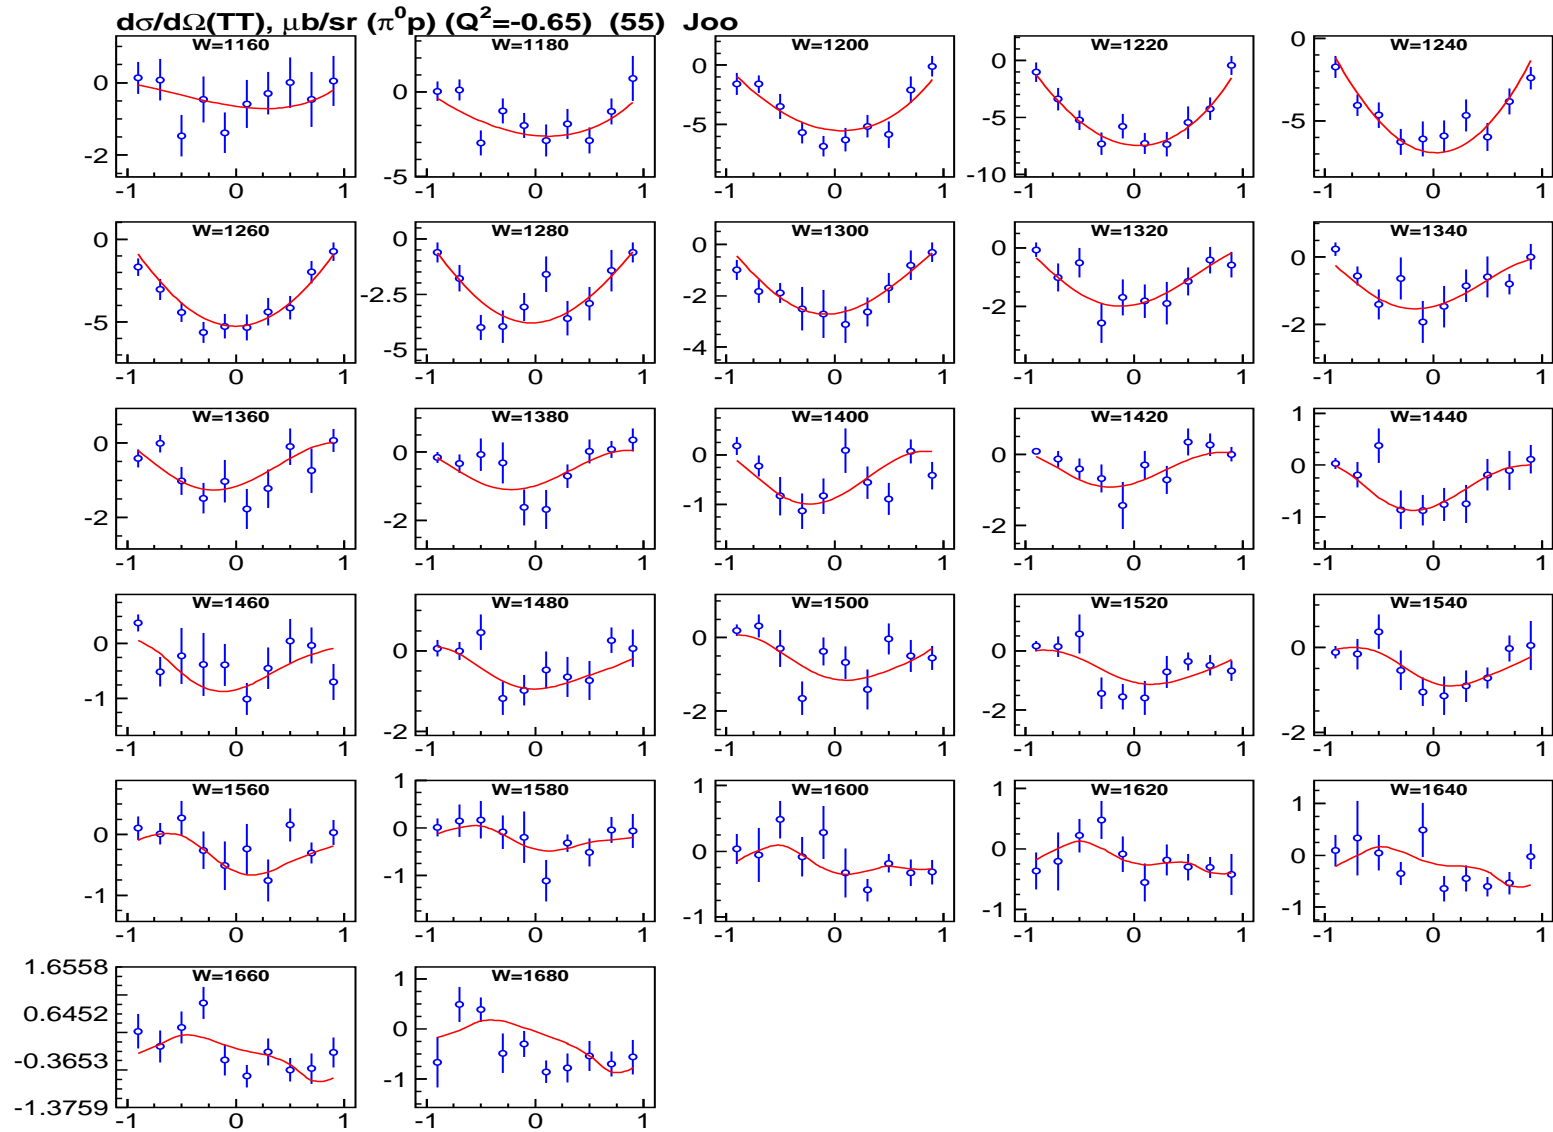 dσ/dΩ(TT), μb/sr (π⁰p) (Q²=-0.65) (55) Joo
W=1160 W=1180 W=1200 W=1220 W=1240
0 -2 0 -5 0 -5 0 -5 -10 0 -5
-1 0 1 -1 0 1 -1 0 1 -1 0 1 -1 0 1
W=1260 W=1280 W=1300 W=1320 W=1340
0 -5 0 -2.5 -5 0 -2 -4 0 -2 0 -2
-1 0 1 -1 0 1 -1 0 1 -1 0 1 -1 0 1
W=1360 W=1380 W=1400 W=1420 W=1440
0 -2 0 -2 0 -1 0 -2 1 0 -1
-1 0 1 -1 0 1 -1 0 1 -1 0 1 -1 0 1
W=1460 W=1480 W=1500 W=1520 W=1540
0 -1 0 -2 0 -2 0 -2 0 -2
-1 0 1 -1 0 1 -1 0 1 -1 0 1 -1 0 1
W=1560 W=1580 W=1600 W=1620 W=1640
0 -1 1 0 -1 1 0 -1 1 0 -1 1 0 -1
-1 0 1 -1 0 1 -1 0 1 -1 0 1 -1 0 1
W=1660 W=1680
1.6558 0.6452 -0.3653 -1.3759 1 0 -1
-1 0 1 -1 0 1